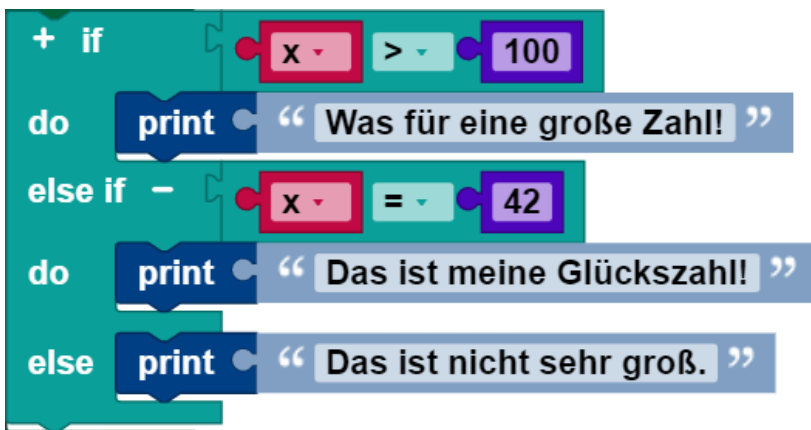 + if x > 100
do print “ Was für eine große Zahl! ”
else if − x = 42
do print “ Das ist meine Glückszahl! ”
else print “ Das ist nicht sehr groß. ”